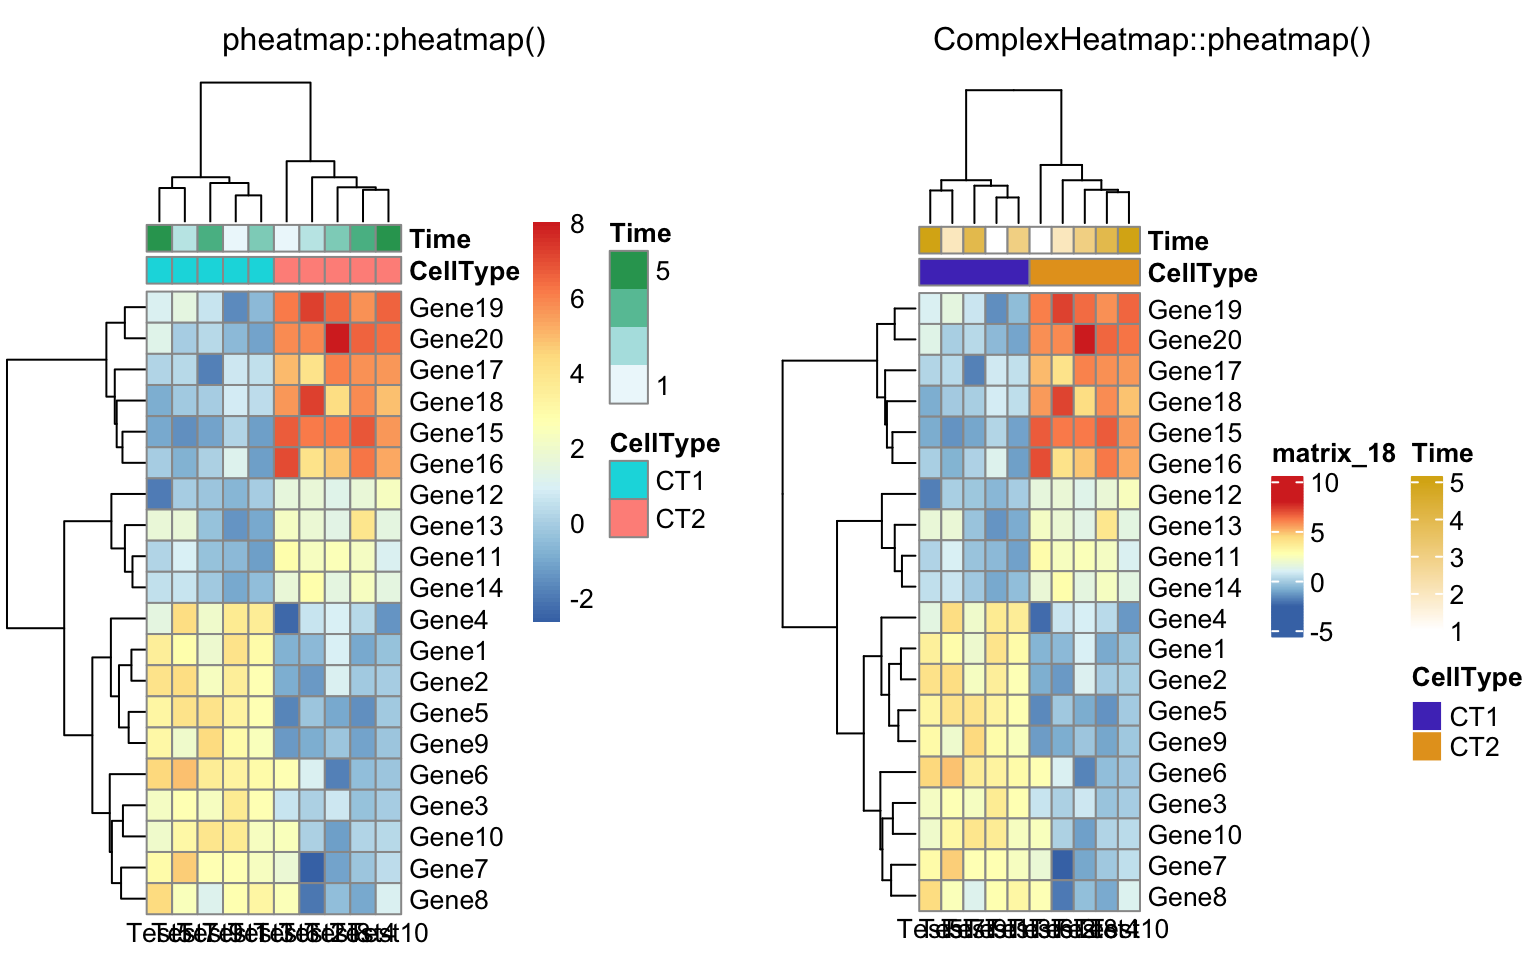 pheatmap::pheatmap()
Time
CellType
Gene19
Gene20
Gene17
Gene18
Gene15
Gene16
Gene12
Gene13
Gene11
Gene14
Gene4
Gene1
Gene2
Gene5
Gene9
Gene6
Gene3
Gene10
Gene7
Gene8
8
6
4
2
0
-2
Time
5
1
CellType
CT1
CT2
ComplexHeatmap::pheatmap()
Time
CellType
Gene19
Gene20
Gene17
Gene18
Gene15
Gene16
Gene12
Gene13
Gene11
Gene14
Gene4
Gene1
Gene2
Gene5
Gene9
Gene6
Gene3
Gene10
Gene7
Gene8
matrix_18
10
5
0
-5
Time
5
4
3
2
1
CellType
CT1
CT2